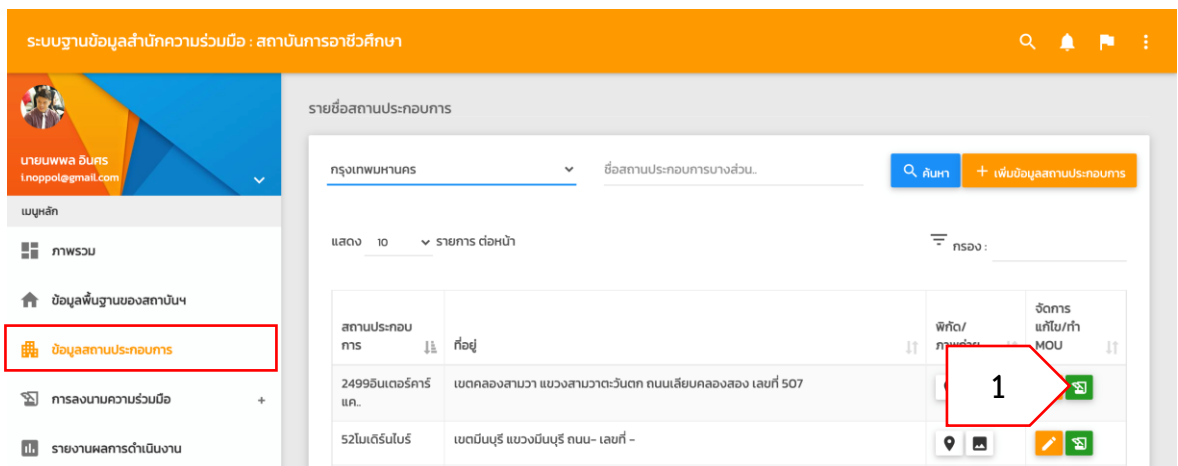 ระบบฐานข้อมูลสำนักความร่วมมือ : สถาบันการอาชีวศึกษา
นายนพพล อินศร
i.noppol@gmail.com
เมนูหลัก
ภาพรวม
ข้อมูลพื้นฐานของสถาบันฯ
ข้อมูลสถานประกอบการ
การลงนามความร่วมมือ +
รายงานผลการดำเนินงาน
รายชื่อสถานประกอบการ
กรุงเทพมหานคร
ชื่อสถานประกอบการบางส่วน..
ค้นหา
+ เพิ่มข้อมูลสถานประกอบการ
แสดง 10 รายการ ต่อหน้า
กรอง :
สถานประกอบ
การ
ที่อยู่
พิกัด/
ภาพถ่าย
จัดการ
แก้ไข/ทำ
MOU
2499อินเตอร์คาร์
แค..
เขตคลองสามวา แขวงสามวาตะวันตก ถนนเลียบคลองสอง เลขที่ 507
1
52โมเดิร์นไบร์
เขตมีนบุรี แขวงมีนบุรี ถนน- เลขที่ -